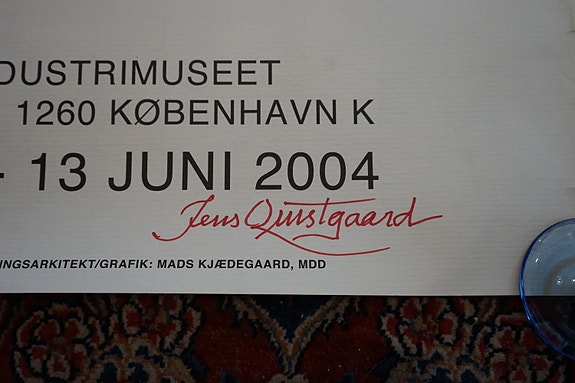 DUSTRIMUSEET
1260 KØBENHAVN K
- 13 JUNI 2004
Jens Quistgaard
INGSARKITEKT/GRAFIK: MADS KJÆDEGAARD, MDD